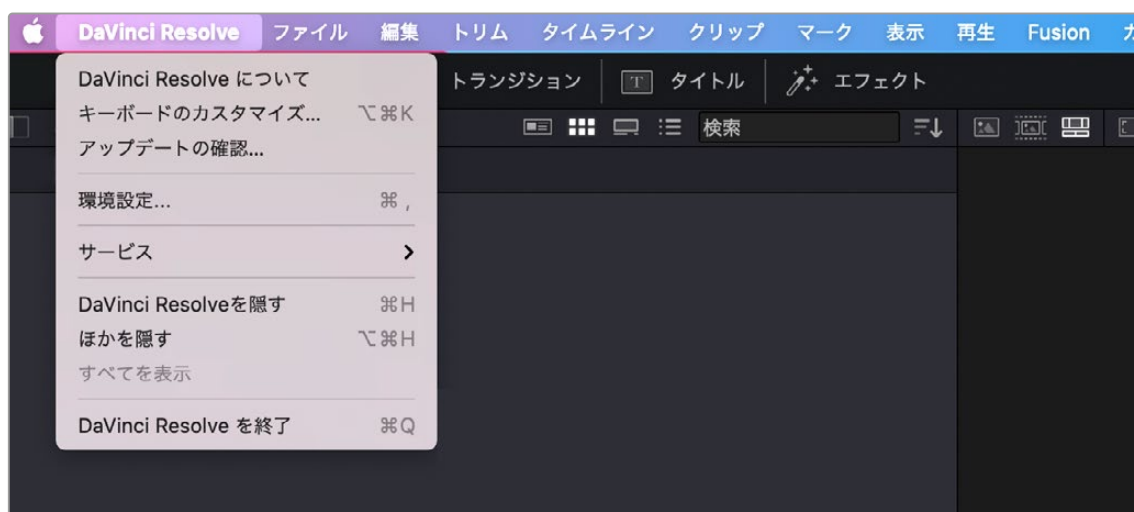 DaVinci Resolve ファイル 編集 トリム タイムライン クリップ マーク 表示 再生 Fusion
DaVinci Resolve について
キーボードのカスタマイズ... ⌥⌘K
アップデートの確認...
環境設定... ⌘ ,
サービス
DaVinci Resolveを隠す ⌘H
ほかを隠す ⌥⌘H
すべてを表示
DaVinci Resolve を終了 ⌘Q
トランジション T タイトル エフェクト
検索